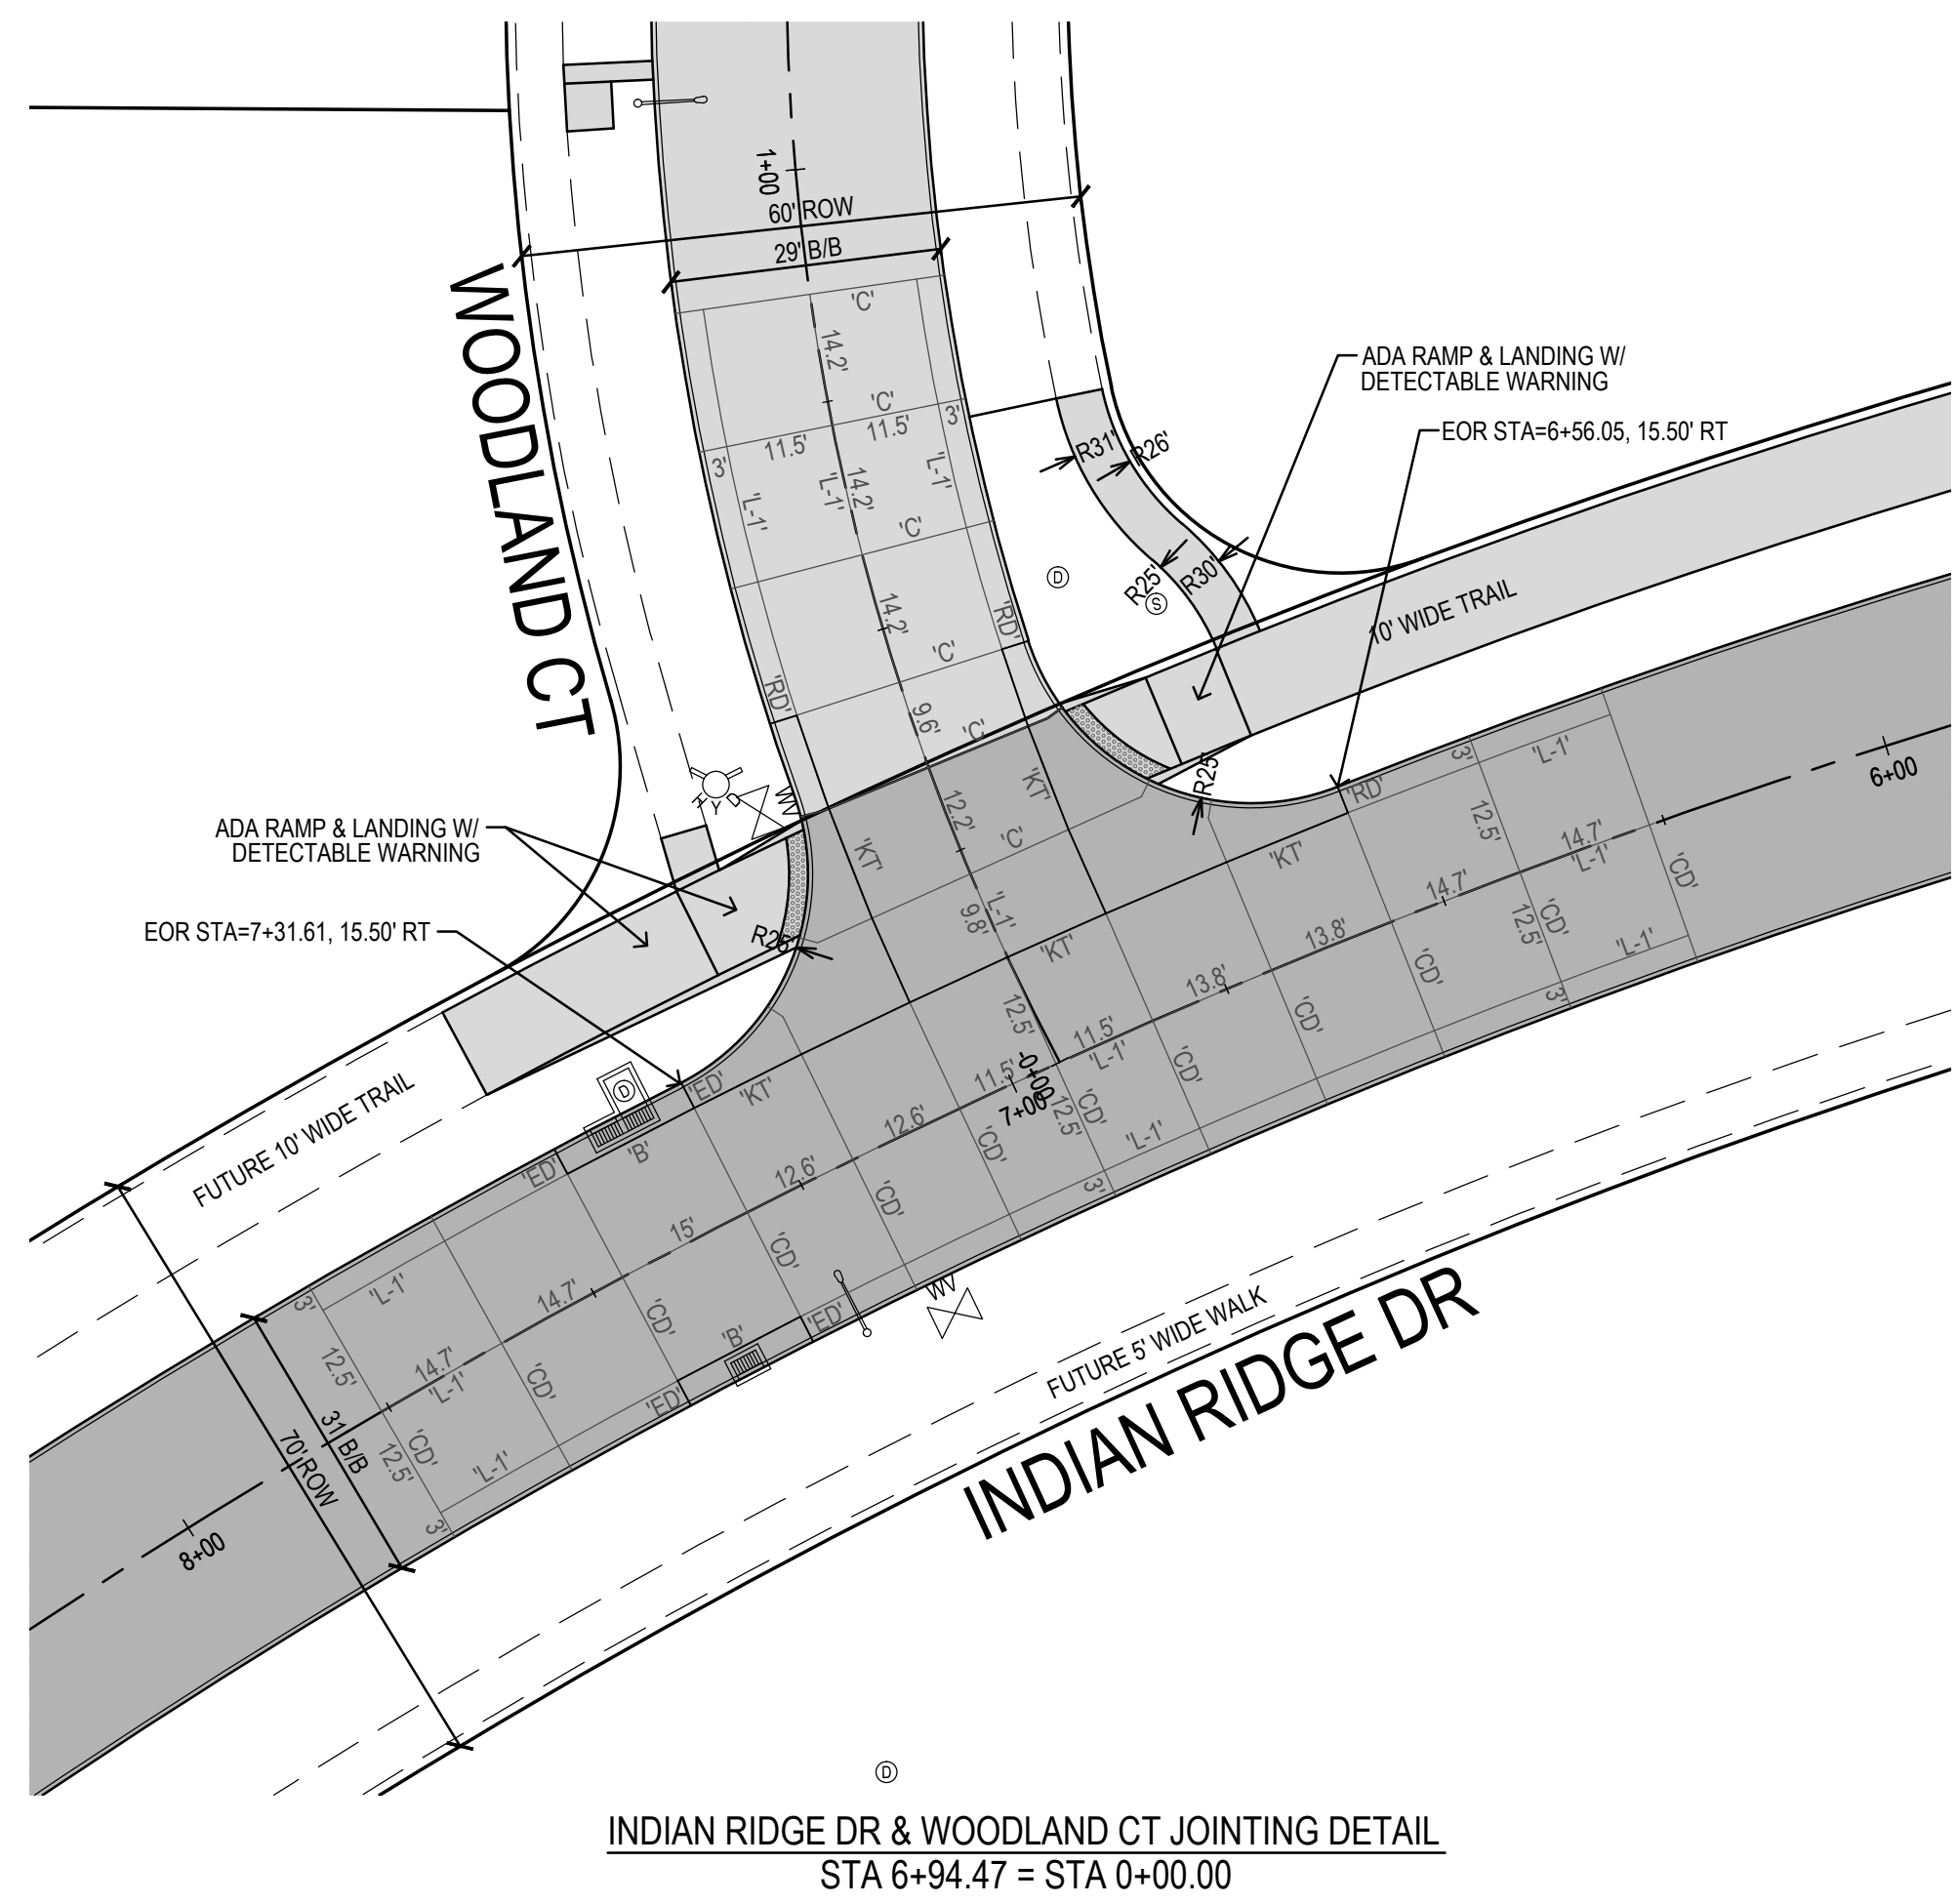 1+00
60' ROW
29' B/B
WOODLAND CT
'C'
14.2'
'C'
11.5'
11.5'
3'
3'
'L-1'
'L-1'
14.2'
'L-1'
'C'
14.2'
'RD'
'C'
'RD'
9.6'
'C'
ADA RAMP & LANDING W/
DETECTABLE WARNING
EOR STA=6+56.05, 15.50' RT
R31'
R26'
R25'
R30'
D
S
10' WIDE TRAIL
R25'
'RD'
3'
'L-1'
6+00
12.5'
14.7'
'L-1'
'CD'
'KT'
14.7'
12.5'
'CD'
'L-1'
3'
'KT'
12.2'
'C'
'KT'
'L-1'
9.8'
'KT'
13.8'
'CD'
13.8'
'CD'
HYD
W
ADA RAMP & LANDING W/
DETECTABLE WARNING
EOR STA=7+31.61, 15.50' RT
12.5'
11.5'
'L-1'
'CD'
11.5'
0+00
7+00
12.5'
'CD'
'L-1'
3'
'ED'
'KT'
12.6'
'CD'
D
'B'
'ED'
12.6'
'CD'
15'
'CD'
FUTURE 10' WIDE TRAIL
3'
'L-1'
14.7'
'CD'
'B'
'ED'
W
12.5'
14.7'
'L-1'
'CD'
'ED'
31' B/B
70' ROW
12.5'
'CD'
'L-1'
3'
8+00
FUTURE 5' WIDE WALK
INDIAN RIDGE DR
D
INDIAN RIDGE DR & WOODLAND CT JOINTING DETAIL
STA 6+94.47 = STA 0+00.00